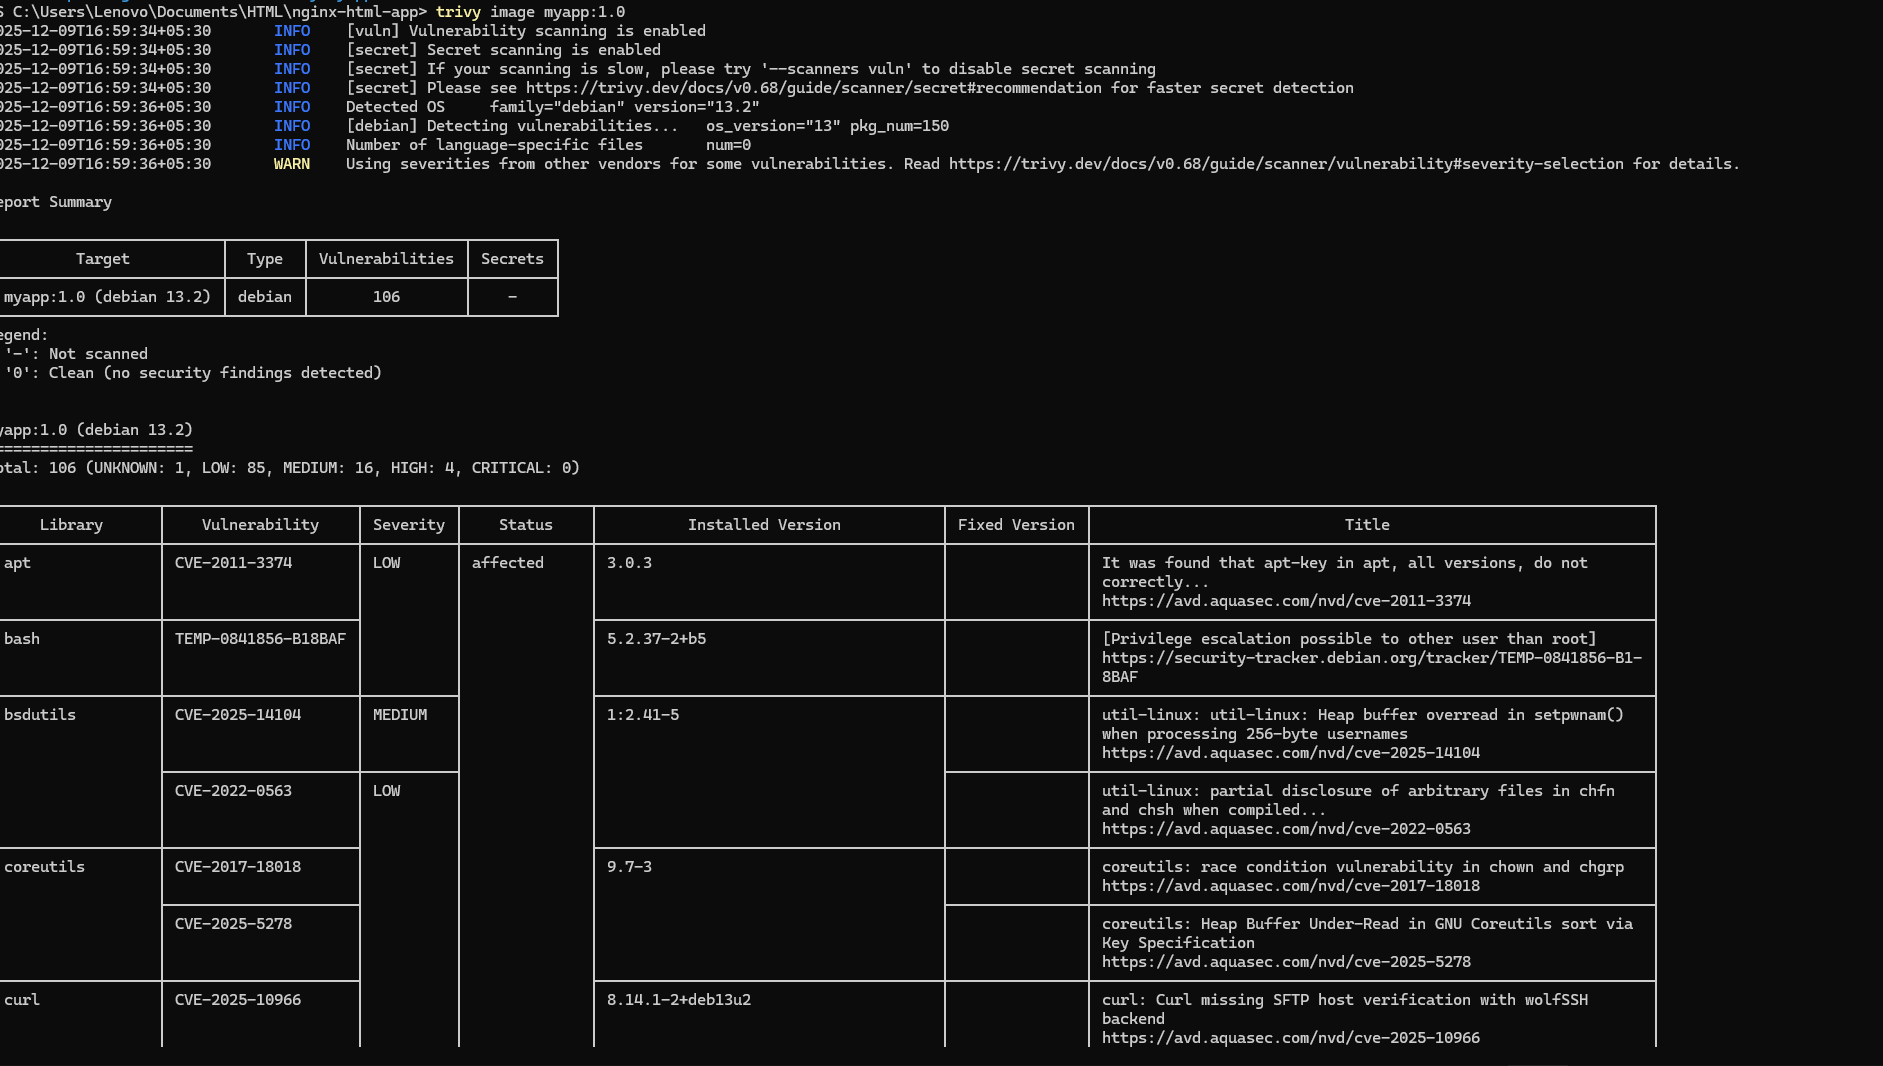 S C:\Users\Lenovo\Documents\HTML\nginx-html-app> trivy image myapp:1.0
025-12-09T16:59:34+05:30 INFO [vuln] Vulnerability scanning is enabled
025-12-09T16:59:34+05:30 INFO [secret] Secret scanning is enabled
025-12-09T16:59:34+05:30 INFO [secret] If your scanning is slow, please try '--scanners vuln' to disable secret scanning
025-12-09T16:59:34+05:30 INFO [secret] Please see https://trivy.dev/docs/v0.68/guide/scanner/secret#recommendation for faster secret detection
025-12-09T16:59:36+05:30 INFO Detected OS family="debian" version="13.2"
025-12-09T16:59:36+05:30 INFO [debian] Detecting vulnerabilities... os_version="13" pkg_num=150
025-12-09T16:59:36+05:30 INFO Number of language-specific files num=0
025-12-09T16:59:36+05:30 WARN Using severities from other vendors for some vulnerabilities. Read https://trivy.dev/docs/v0.68/guide/scanner/vulnerability#severity-selection for details.
eport Summary
Target Type Vulnerabilities Secrets
myapp:1.0 (debian 13.2) debian 106 -
egend:
'-': Not scanned
'0': Clean (no security findings detected)
yapp:1.0 (debian 13.2)
======================
otal: 106 (UNKNOWN: 1, LOW: 85, MEDIUM: 16, HIGH: 4, CRITICAL: 0)
Library Vulnerability Severity Status Installed Version Fixed Version Title
apt CVE-2011-3374 LOW affected 3.0.3 It was found that apt-key in apt, all versions, do not
correctly...
https://avd.aquasec.com/nvd/cve-2011-3374
bash TEMP-0841856-B18BAF 5.2.37-2+b5 [Privilege escalation possible to other user than root]
https://security-tracker.debian.org/tracker/TEMP-0841856-B1-
8BAF
bsdutils CVE-2025-14104 MEDIUM 1:2.41-5 util-linux: util-linux: Heap buffer overread in setpwnam()
when processing 256-byte usernames
https://avd.aquasec.com/nvd/cve-2025-14104
CVE-2022-0563 LOW util-linux: partial disclosure of arbitrary files in chfn
and chsh when compiled...
https://avd.aquasec.com/nvd/cve-2022-0563
coreutils CVE-2017-18018 9.7-3 coreutils: race condition vulnerability in chown and chgrp
https://avd.aquasec.com/nvd/cve-2017-18018
CVE-2025-5278 coreutils: Heap Buffer Under-Read in GNU Coreutils sort via
Key Specification
https://avd.aquasec.com/nvd/cve-2025-5278
curl CVE-2025-10966 8.14.1-2+deb13u2 curl: Curl missing SFTP host verification with wolfSSH
backend
https://avd.aquasec.com/nvd/cve-2025-10966